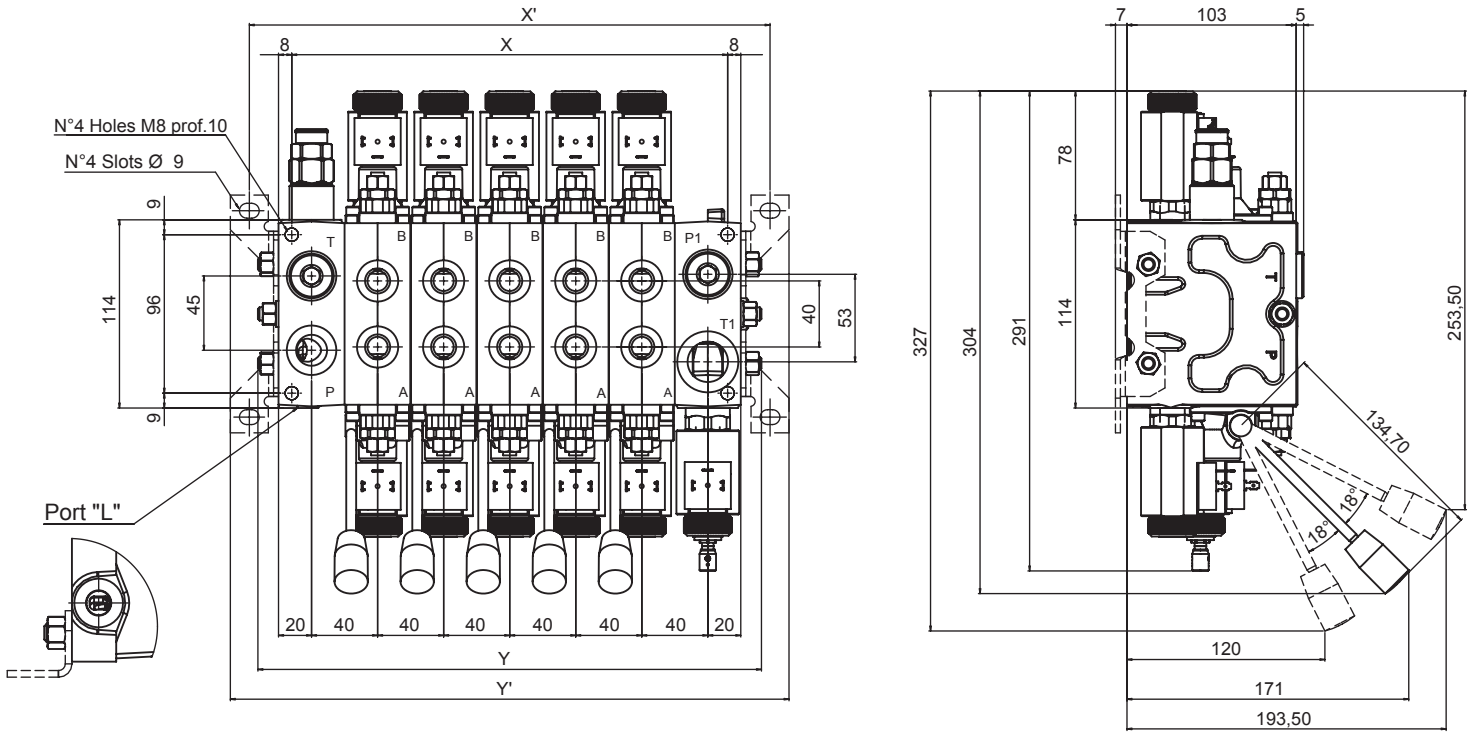 X'
7
103
5
8
X
8
N°4 Holes M8 prof.10
N°4 Slots Ø 9
78
9
T
B
B
B
B
B
P1
114
96
45
40
53
327
304
291
114
T
P
253,50
T1
P
A
A
A
A
A
9
134,70
Port "L"
18°
18°
20
40
40
40
40
40
40
20
Y
120
Y'
171
193,50